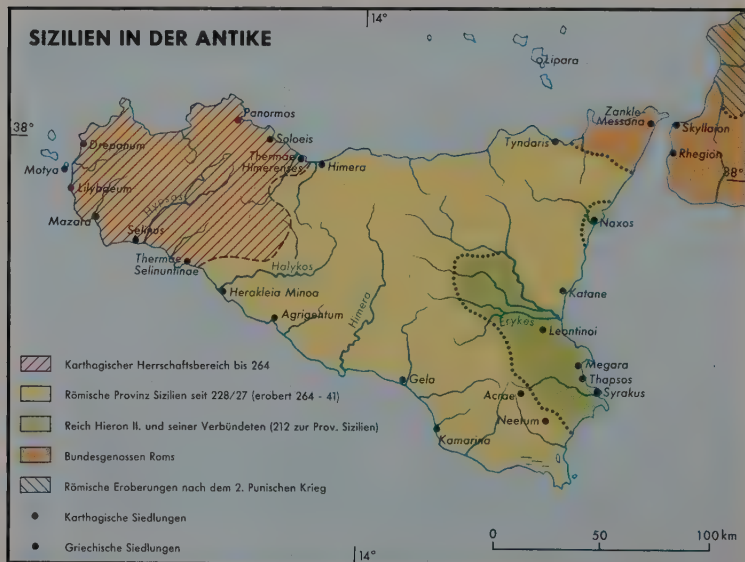 SIZILIEN IN DER ANTIKE
14°
Lipara
38°
Panormos
Zankle
Messana
Skyllaion
Drepanum
Soloeis
Tyndaris
Thermae
Himerenses
Himera
Rhegion
Motya
38°
Lilybaeum
Hypsos
Mazara
Naxos
Selinus
Thermae
Selinuntinae
Halykos
Herakleia Minoa
Himera
Katane
Agrigentum
Erykes
Leontinoi
Karthagischer Herrschaftsbereich bis 264
Megara
Thapsos
Gela
Römische Provinz Sizilien seit 228/27 (erobert 264 - 41)
Acrae
Syrakus
Neetum
Reich Hieron II. und seiner Verbündeten (212 zur Prov. Sizilien)
Kamarina
Bundesgenossen Roms
Römische Eroberungen nach dem 2. Punischen Krieg
Karthagische Siedlungen
Griechische Siedlungen
0 50 100 km
14°